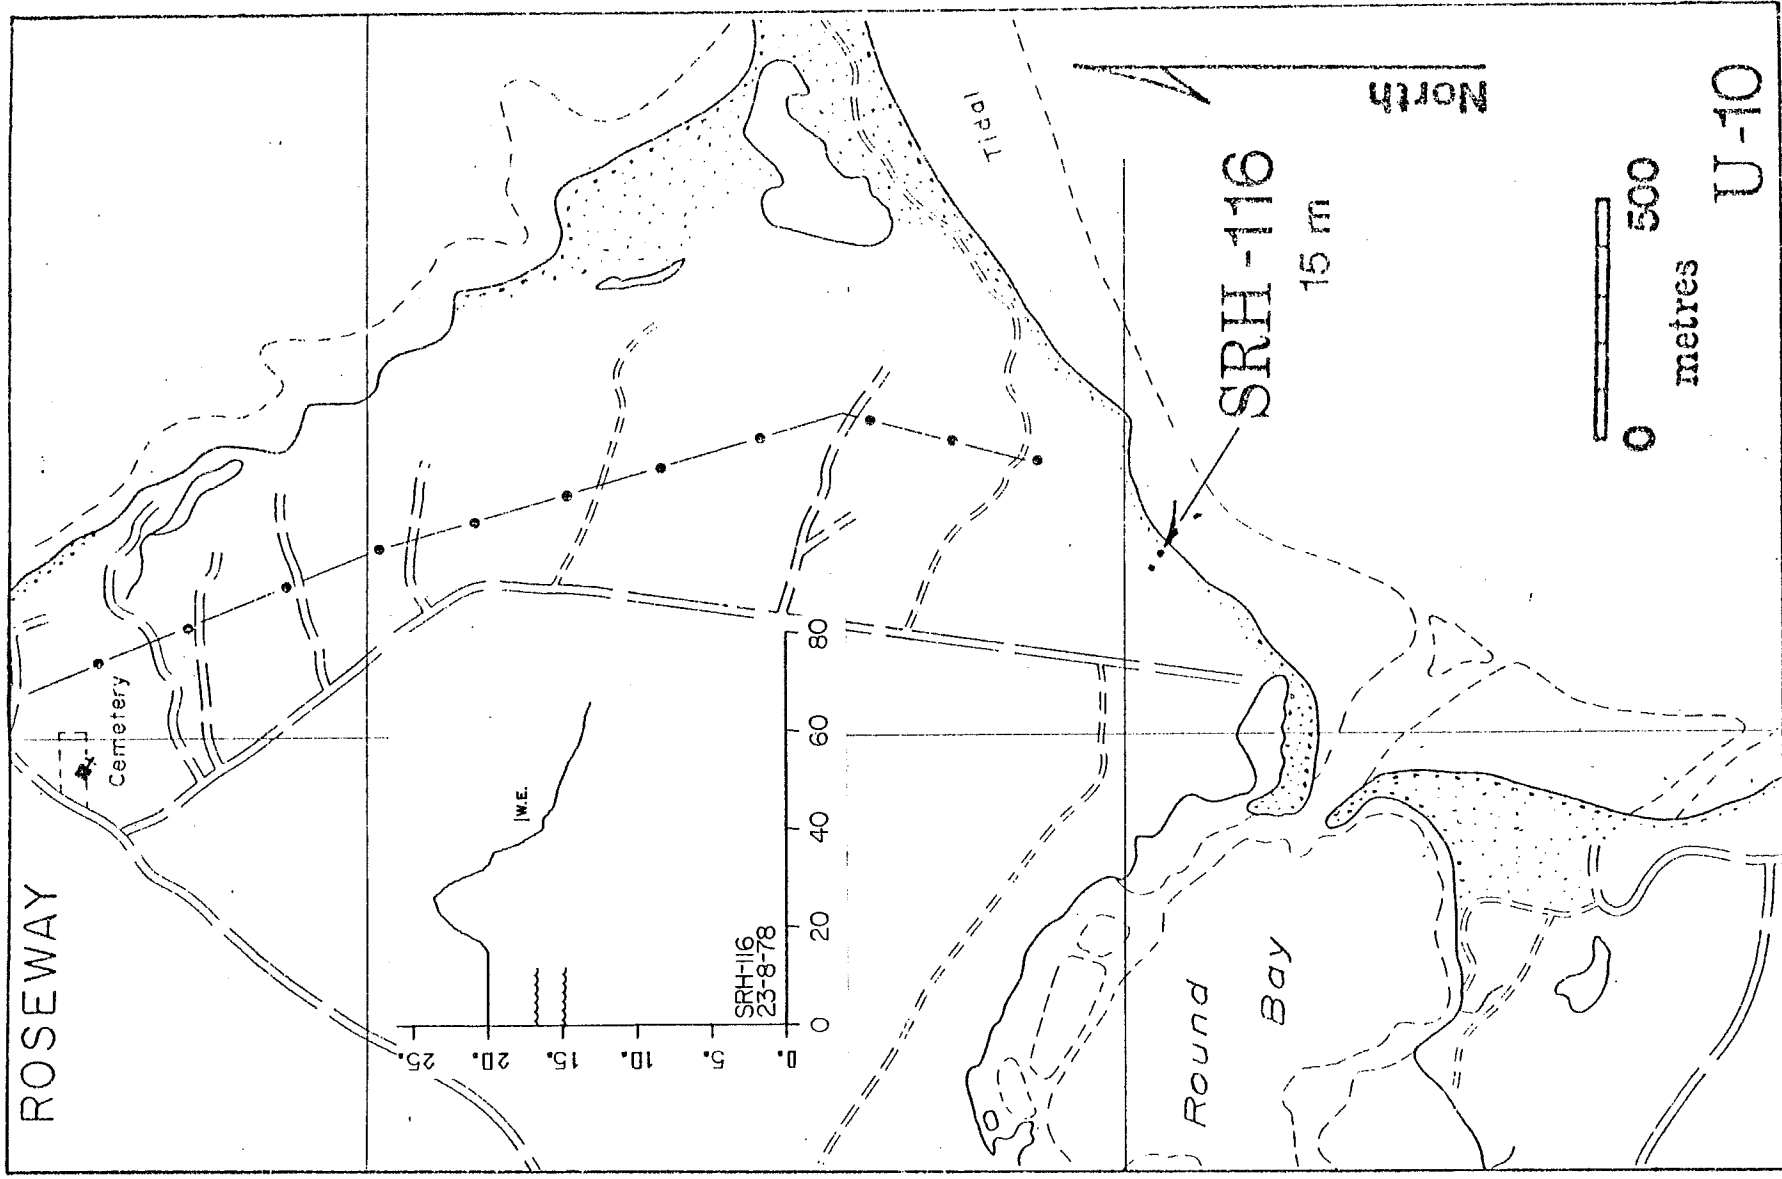 ROSEWAY
Cemetery
Tidal
North
SRH-116
15 m
0 500
metres
U-10
25.
20.
15.
10.
5.
0.
0 20 40 60 80
W.E.
SRH-116
23-8-78
Round
Bay